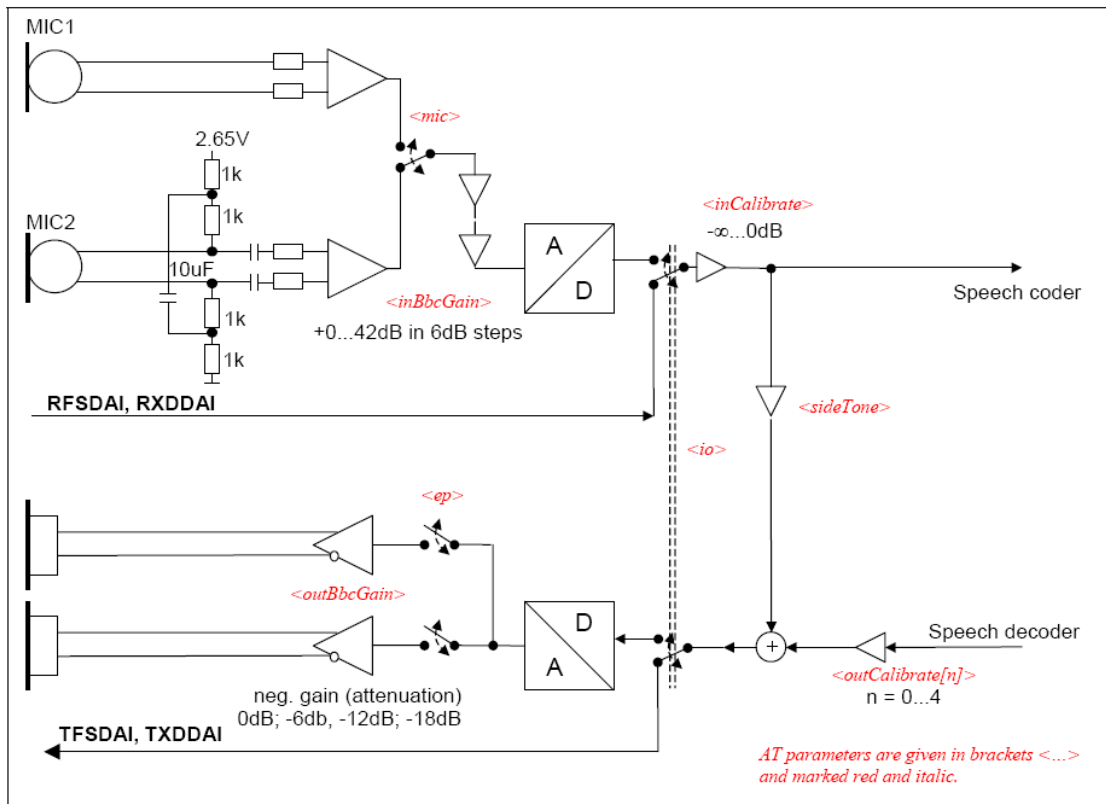 MIC1
<mic>
2.65V
1k
<inCalibrate>
-∞...0dB
MIC2
1k
A
D
10uF
<inBbcGain>
Speech coder
1k
+0...42dB in 6dB steps
1k
RFSDAI, RXDDAI
<sideTone>
<io>
<ep>
<outBbcGain>
D
A
Speech decoder
+
<outCalibrate[n]>
n = 0...4
neg. gain (attenuation)
0dB; -6db, -12dB; -18dB
TFSDAI, TXDDAI
AT parameters are given in brackets <...>
and marked red and italic.